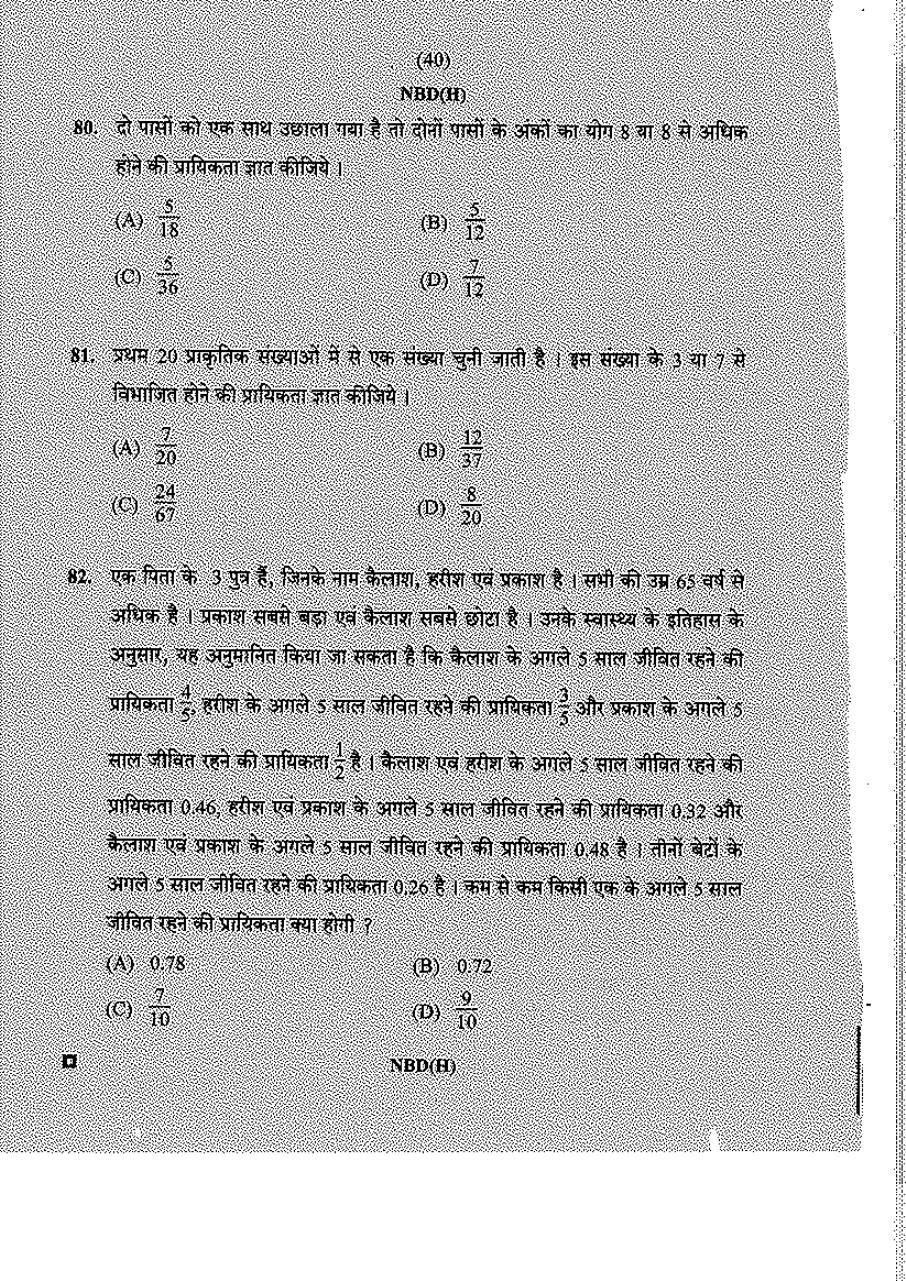 (40)
NBD(H)
80. दो पासों को एक साथ उछाला गया है तो दोनों पासों के अंकों का योग 8 या 8 से अधिक
होने की प्रायिकता ज्ञात कीजिये ।
(A) 5/18 (B) 5/12
(C) 5/36 (D) 7/12
81. प्रथम 20 प्राकृतिक संख्याओं में से एक संख्या चुनी जाती है । इस संख्या के 3 या 7 से
विभाजित होने की प्रायिकता ज्ञात कीजिये ।
(A) 7/20 (B) 12/37
(C) 24/67 (D) 8/20
82. एक पिता के 3 पुत्र हैं, जिनके नाम कैलाश, हरीश एवं प्रकाश है । सभी की उम्र 65 वर्ष से
अधिक है । प्रकाश सबसे बड़ा एवं कैलाश सबसे छोटा है । उनके स्वास्थ्य के इतिहास के
अनुसार, यह अनुमानित किया जा सकता है कि कैलाश के अगले 5 साल जीवित रहने की
प्रायिकता 4/5, हरीश के अगले 5 साल जीवित रहने की प्रायिकता 3/5 और प्रकाश के अगले 5
साल जीवित रहने की प्रायिकता 1/2 है । कैलाश एवं हरीश के अगले 5 साल जीवित रहने की
प्रायिकता 0.46, हरीश एवं प्रकाश के अगले 5 साल जीवित रहने की प्रायिकता 0.32 और
कैलाश एवं प्रकाश के अगले 5 साल जीवित रहने की प्रायिकता 0.48 है । तीनों बेटों के
अगले 5 साल जीवित रहने की प्रायिकता 0.26 है । कम से कम किसी एक के अगले 5 साल
जीवित रहने की प्रायिकता क्या होगी ?
(A) 0.78 (B) 0.72
(C) 7/10 (D) 9/10
NBD(H)